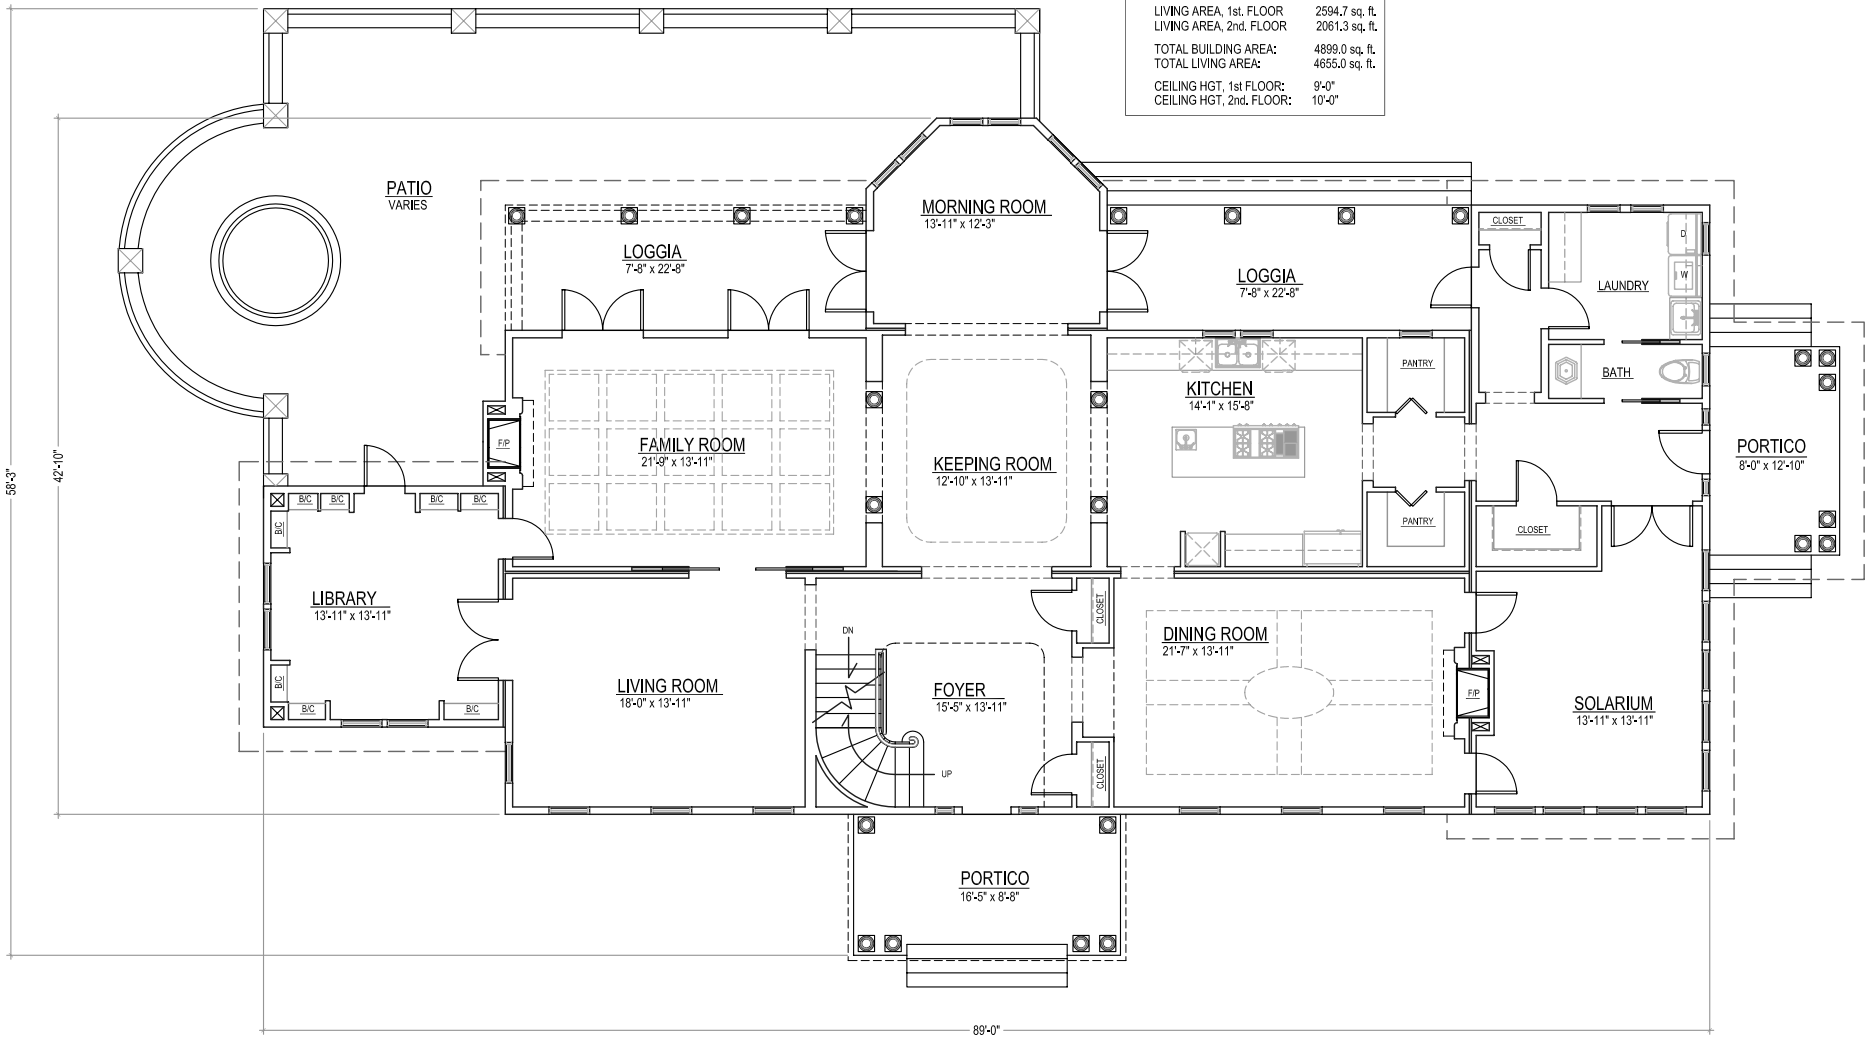 LIVING AREA, 1st. FLOOR 2594.7 sq. ft.
LIVING AREA, 2nd. FLOOR 2061.3 sq. ft.
TOTAL BUILDING AREA: 4899.0 sq. ft.
TOTAL LIVING AREA: 4655.0 sq. ft.
CEILING HGT, 1st FLOOR: 9'-0"
CEILING HGT, 2nd. FLOOR: 10'-0"
PATIO
VARIES
MORNING ROOM
13'-11" x 12'-3"
LOGGIA
7'-8" x 22'-8"
LOGGIA
7'-8" x 22'-8"
CLOSET
D
W
LAUNDRY
BATH
PANTRY
KITCHEN
14'-1" x 15'-8"
FAMILY ROOM
21'-9" x 13'-11"
F/P
KEEPING ROOM
12'-10" x 13'-11"
PORTICO
8'-0" x 12'-10"
PANTRY
CLOSET
58'-3"
42'-10"
B/C
B/C
B/C
B/C
B/C
LIBRARY
13'-11" x 13'-11"
B/C
B/C
B/C
DN
CLOSET
DINING ROOM
21'-7" x 13'-11"
LIVING ROOM
18'-0" x 13'-11"
FOYER
15'-5" x 13'-11"
F/P
SOLARIUM
13'-11" x 13'-11"
UP
CLOSET
PORTICO
16'-5" x 8'-8"
89'-0"